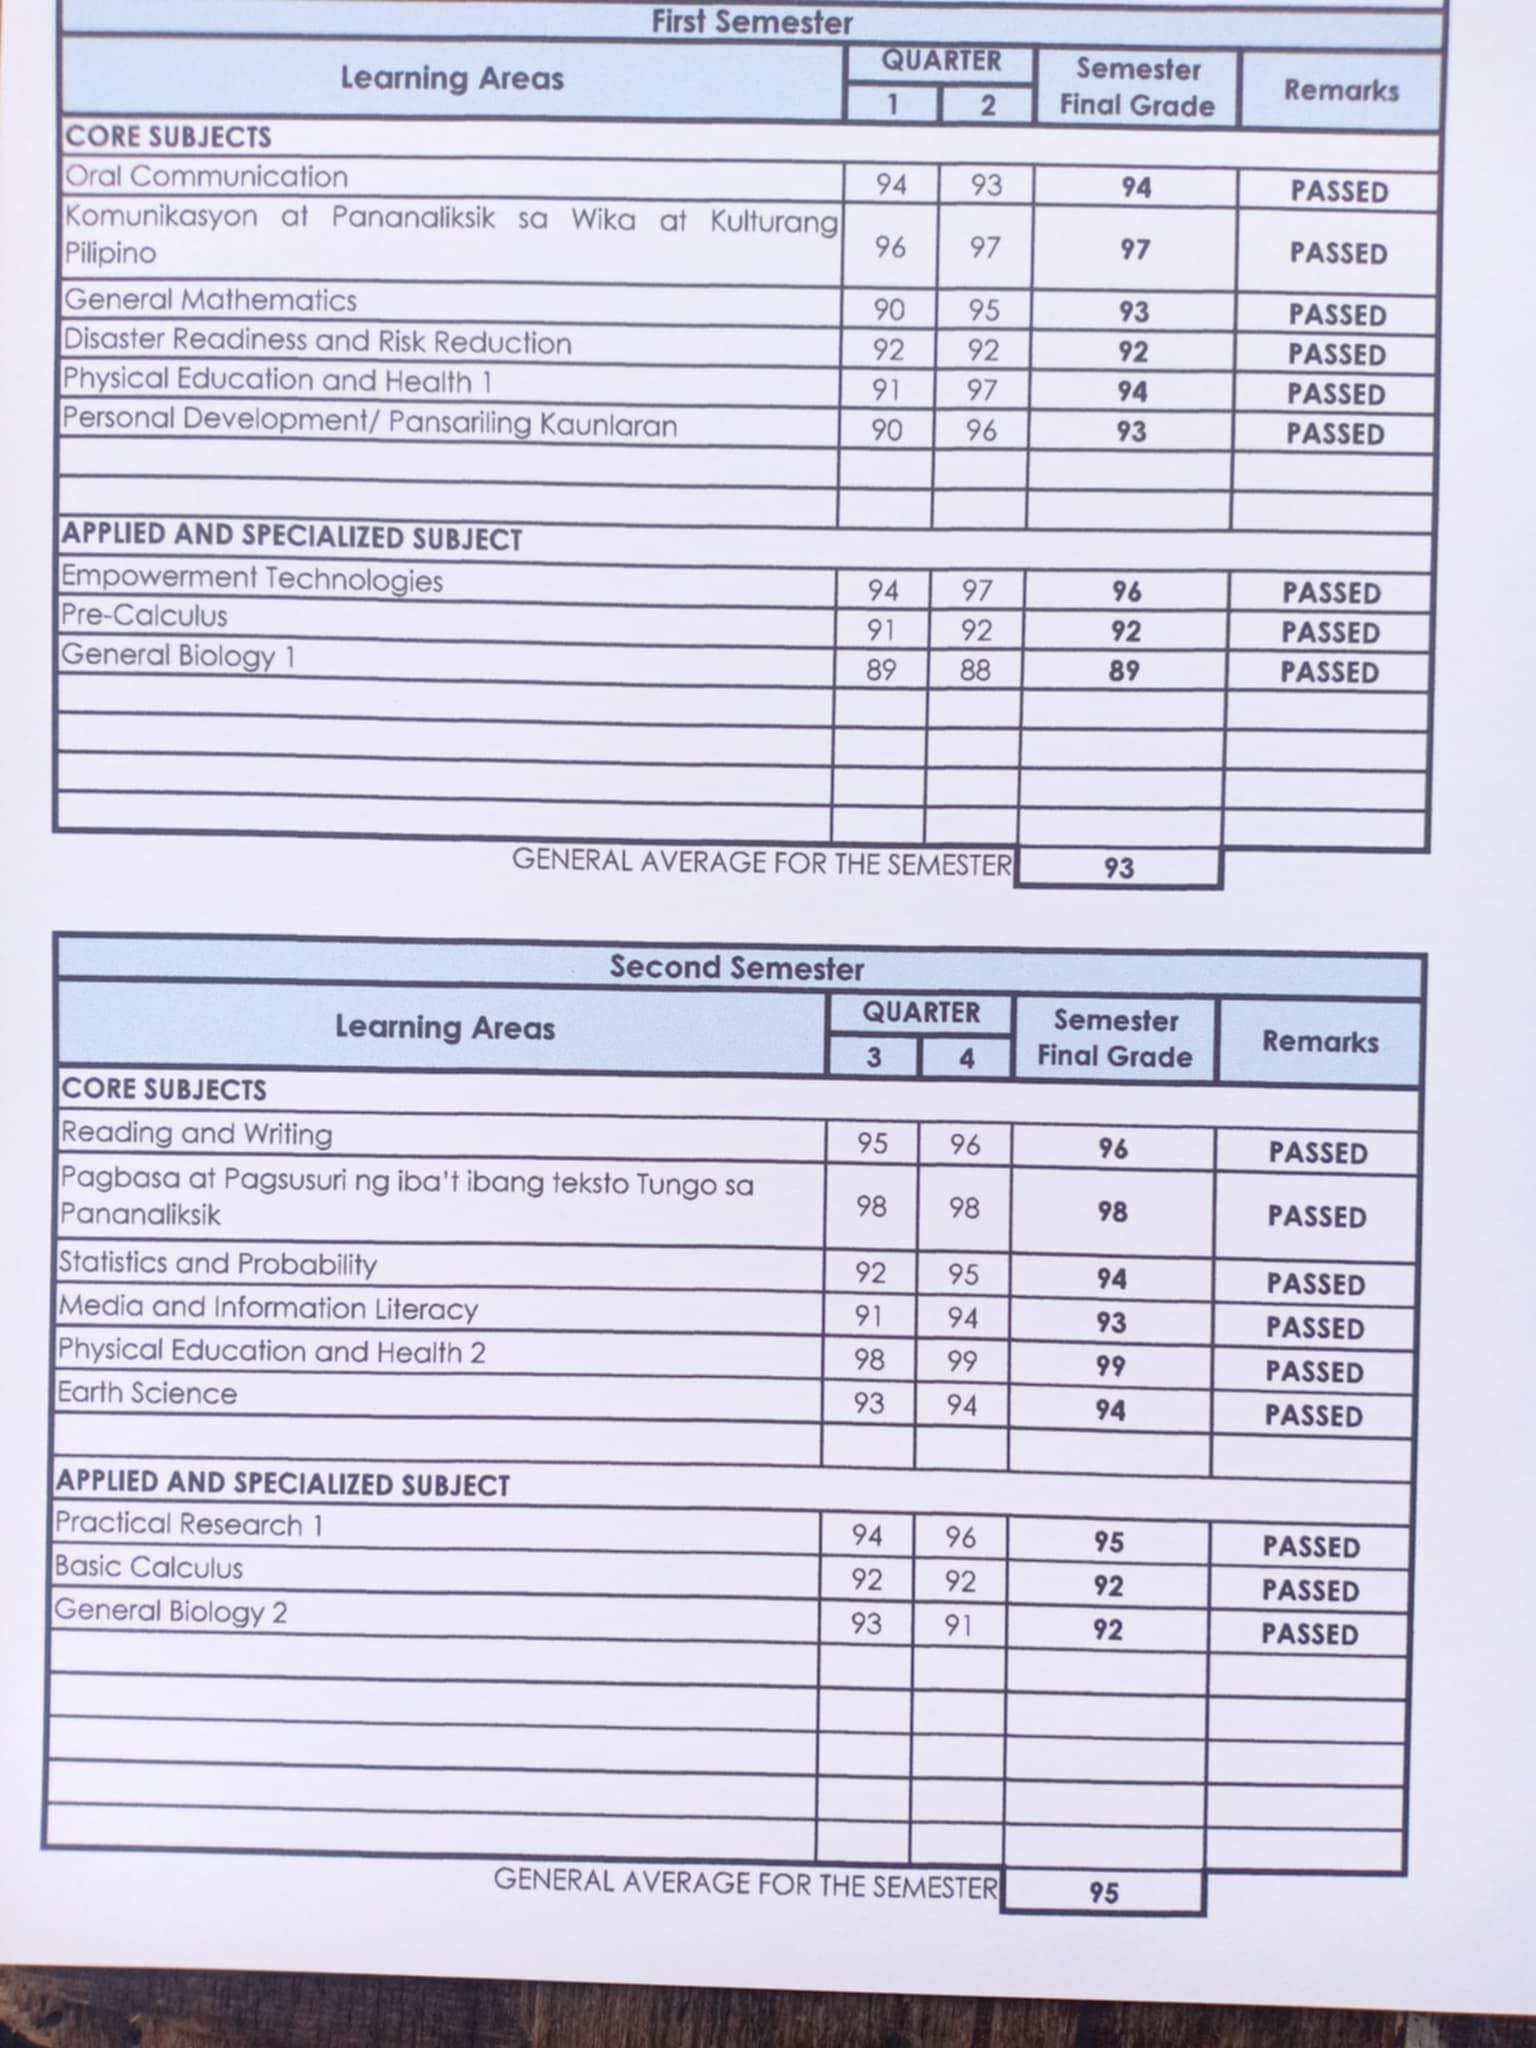 First Semester
Learning Areas QUARTER Semester Final Grade Remarks
1 2
CORE SUBJECTS
Oral Communication 94 93 94 PASSED
Komunikasyon at Pananaliksik sa Wika at Kulturang
Pilipino 96 97 97 PASSED
General Mathematics 90 95 93 PASSED
Disaster Readiness and Risk Reduction 92 92 92 PASSED
Physical Education and Health 1 91 97 94 PASSED
Personal Development/ Pansariling Kaunlaran 90 96 93 PASSED
APPLIED AND SPECIALIZED SUBJECT
Empowerment Technologies 94 97 96 PASSED
Pre-Calculus 91 92 92 PASSED
General Biology 1 89 88 89 PASSED
GENERAL AVERAGE FOR THE SEMESTER 93
Second Semester
Learning Areas QUARTER Semester Final Grade Remarks
3 4
CORE SUBJECTS
Reading and Writing 95 96 96 PASSED
Pagbasa at Pagsusuri ng iba't ibang teksto Tungo sa
Pananaliksik 98 98 98 PASSED
Statistics and Probability 92 95 94 PASSED
Media and Information Literacy 91 94 93 PASSED
Physical Education and Health 2 98 99 99 PASSED
Earth Science 93 94 94 PASSED
APPLIED AND SPECIALIZED SUBJECT
Practical Research 1 94 96 95 PASSED
Basic Calculus 92 92 92 PASSED
General Biology 2 93 91 92 PASSED
GENERAL AVERAGE FOR THE SEMESTER 95